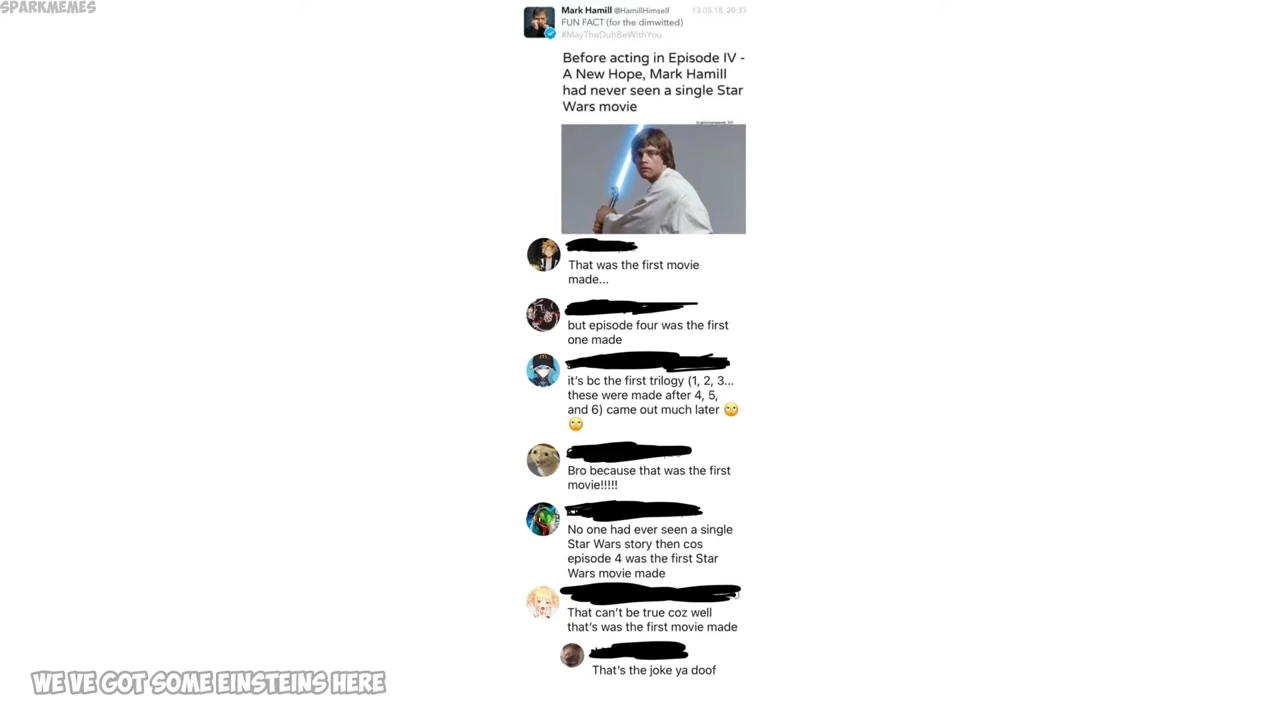 SPARKMEMES
Mark Hamill @HamillHimself 13.05.18, 20:37
FUN FACT (for the dimwitted)
#MayTheDuhBeWithYou
Before acting in Episode IV -
A New Hope, Mark Hamill
had never seen a single Star
Wars movie
That was the first movie
made...
but episode four was the first
one made
it's bc the first trilogy (1, 2, 3...
these were made after 4, 5,
and 6) came out much later 🙄
🙄
Bro because that was the first
movie!!!!!
No one had ever seen a single
Star Wars story then cos
episode 4 was the first Star
Wars movie made
That can't be true coz well
that's was the first movie made
That's the joke ya doof
WE'VE GOT SOME EINSTEINS HERE